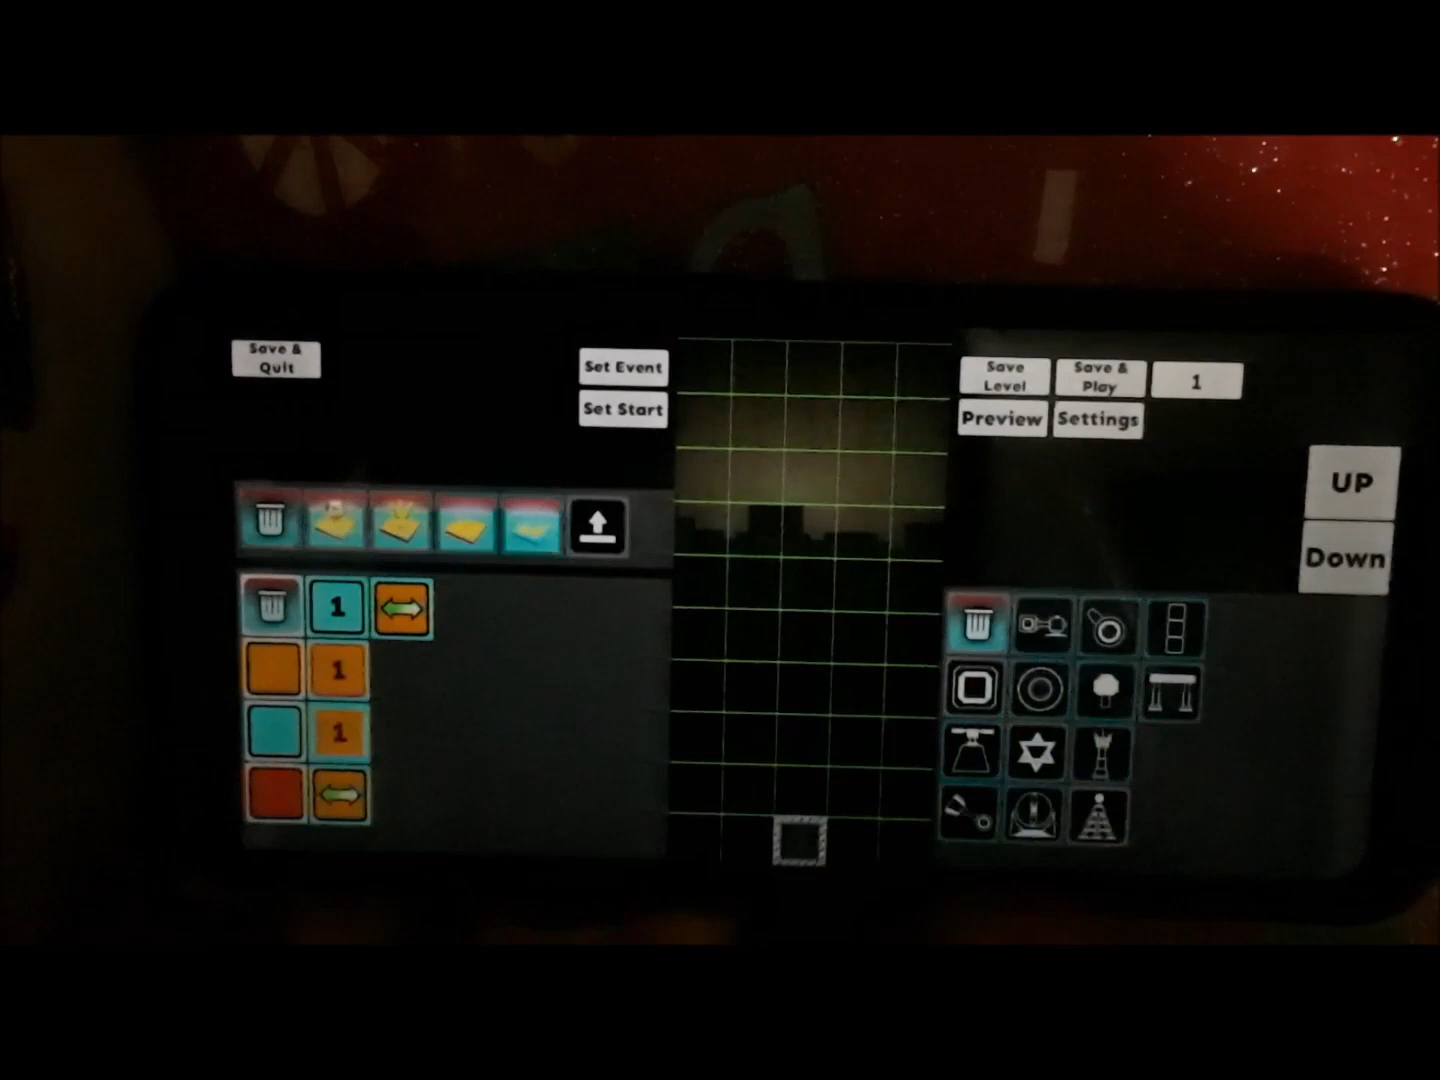 Save &
Quit
Set Event
Set Start
Save
Level
Save &
Play
1
Preview
Settings
UP
Down
1
1
1